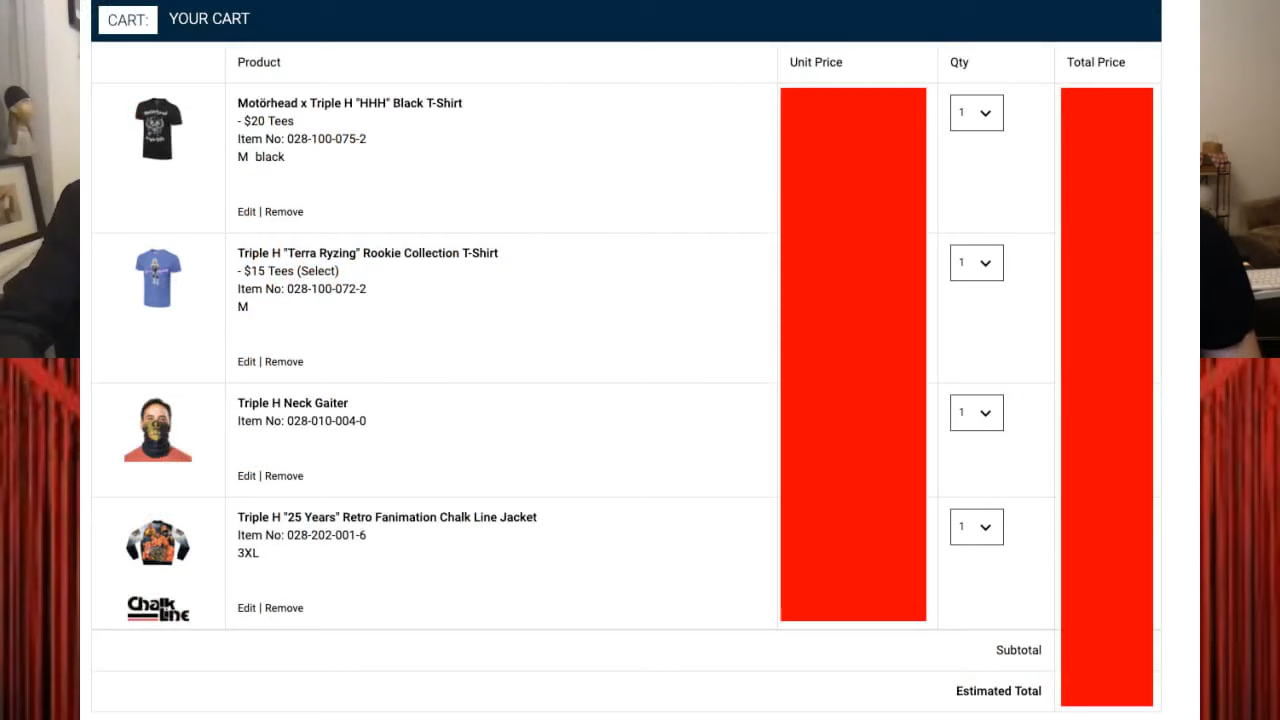 CART: YOUR CART
Product Unit Price Qty Total Price
Motörhead x Triple H "HHH" Black T-Shirt
- $20 Tees
Item No: 028-100-075-2
M black
1
Edit | Remove
Triple H "Terra Ryzing" Rookie Collection T-Shirt
- $15 Tees (Select)
Item No: 028-100-072-2
M
1
Edit | Remove
Triple H Neck Gaiter
Item No: 028-010-004-0
1
Edit | Remove
Triple H "25 Years" Retro Fanimation Chalk Line Jacket
Item No: 028-202-001-6
3XL
1
Chalk
Line
Edit | Remove
Subtotal
Estimated Total